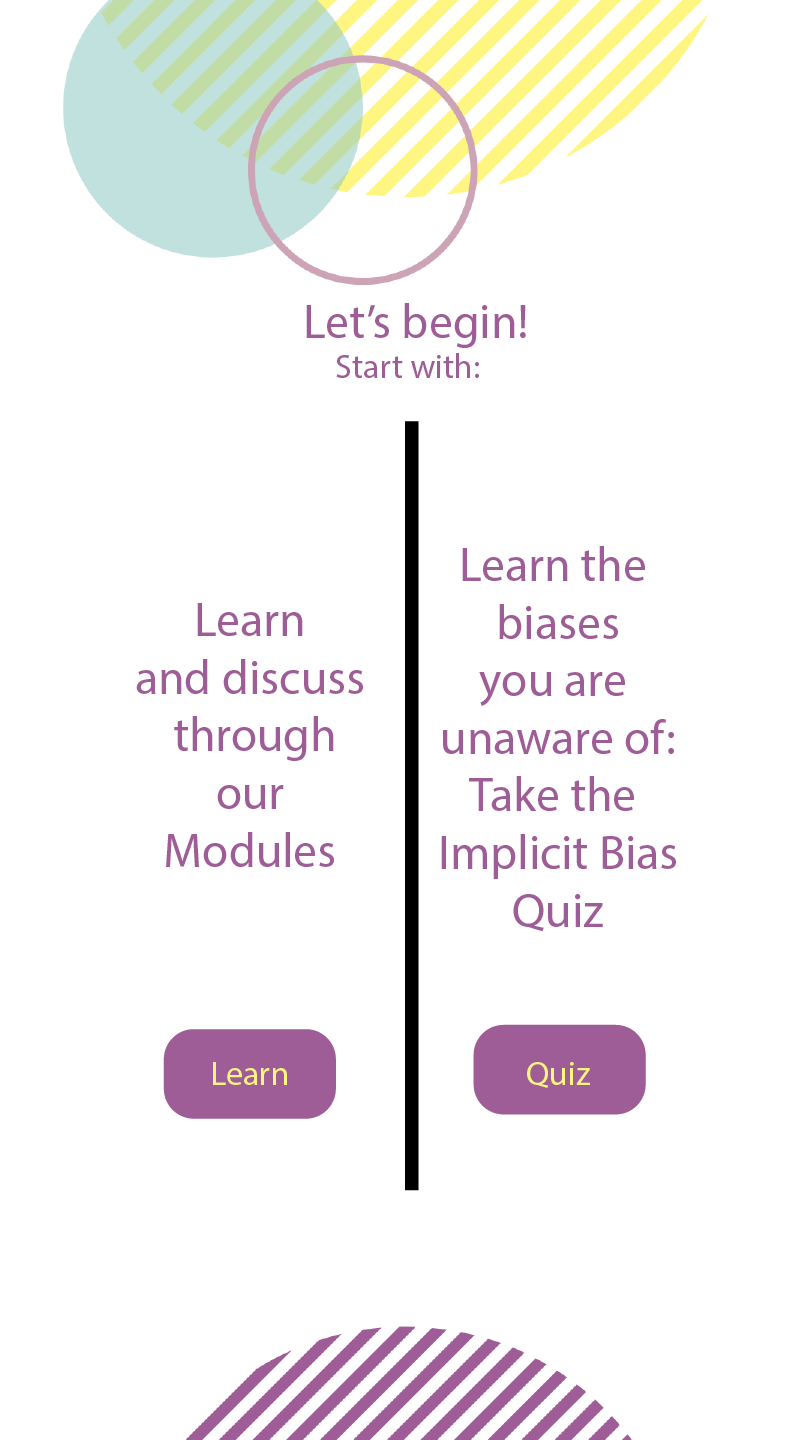 Let’s begin!
Start with:
Learn
and discuss
through
our
Modules
Learn
Learn the
biases
you are
unaware of:
Take the
Implicit Bias
Quiz
Quiz